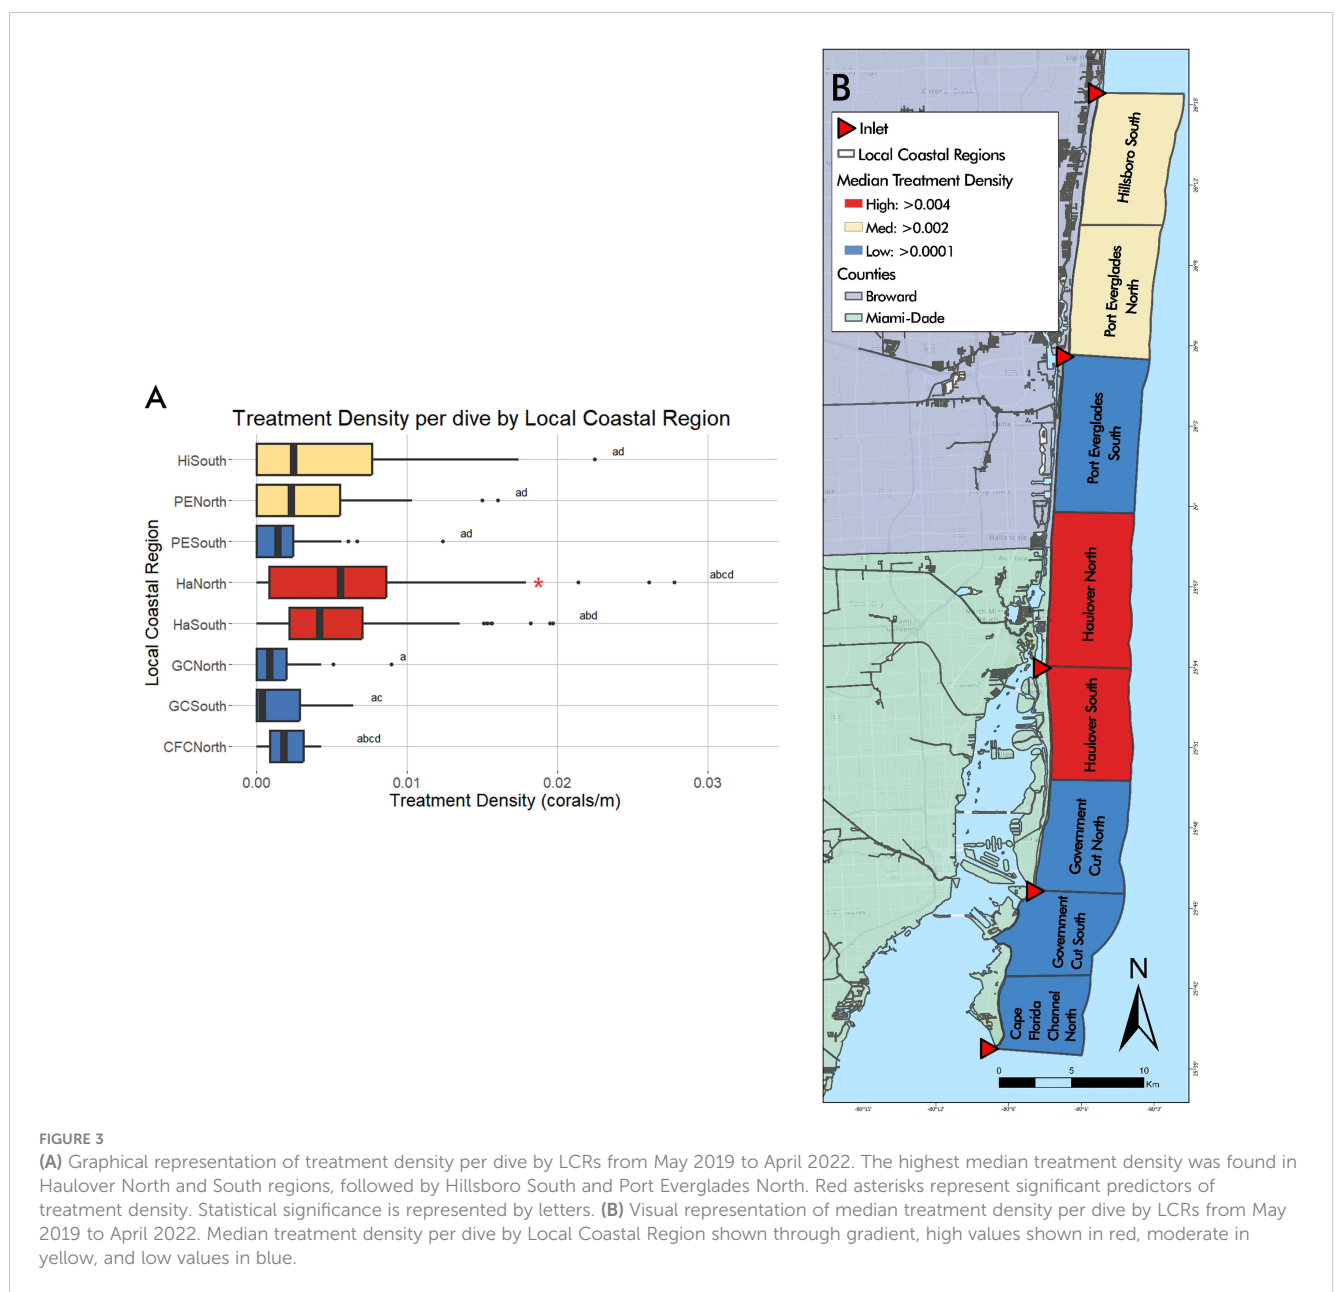 A
Treatment Density per dive by Local Coastal Region
Local Coastal Region
HiSouth
ad
PENorth
ad
PESouth
ad
HaNorth
*
abcd
HaSouth
abd
GCNorth
a
GCSouth
ac
CFCNorth
abcd
0.00
0.01
0.02
0.03
Treatment Density (corals/m)
B
Inlet
Local Coastal Regions
Median Treatment Density
High: >0.004
Med: >0.002
Low: >0.0001
Counties
Broward
Miami-Dade
Hillsboro South
Port Everglades
North
Port Everglades
South
Haulover North
Haulover South
Government
Cut North
Government
Cut South
Cape
Florida
Channel
North
N
0
5
10
Km
FIGURE 3
(A) Graphical representation of treatment density per dive by LCRs from May 2019 to April 2022. The highest median treatment density was found in
Haulover North and South regions, followed by Hillsboro South and Port Everglades North. Red asterisks represent significant predictors of
treatment density. Statistical significance is represented by letters. (B) Visual representation of median treatment density per dive by LCRs from May
2019 to April 2022. Median treatment density per dive by Local Coastal Region shown through gradient, high values shown in red, moderate in
yellow, and low values in blue.